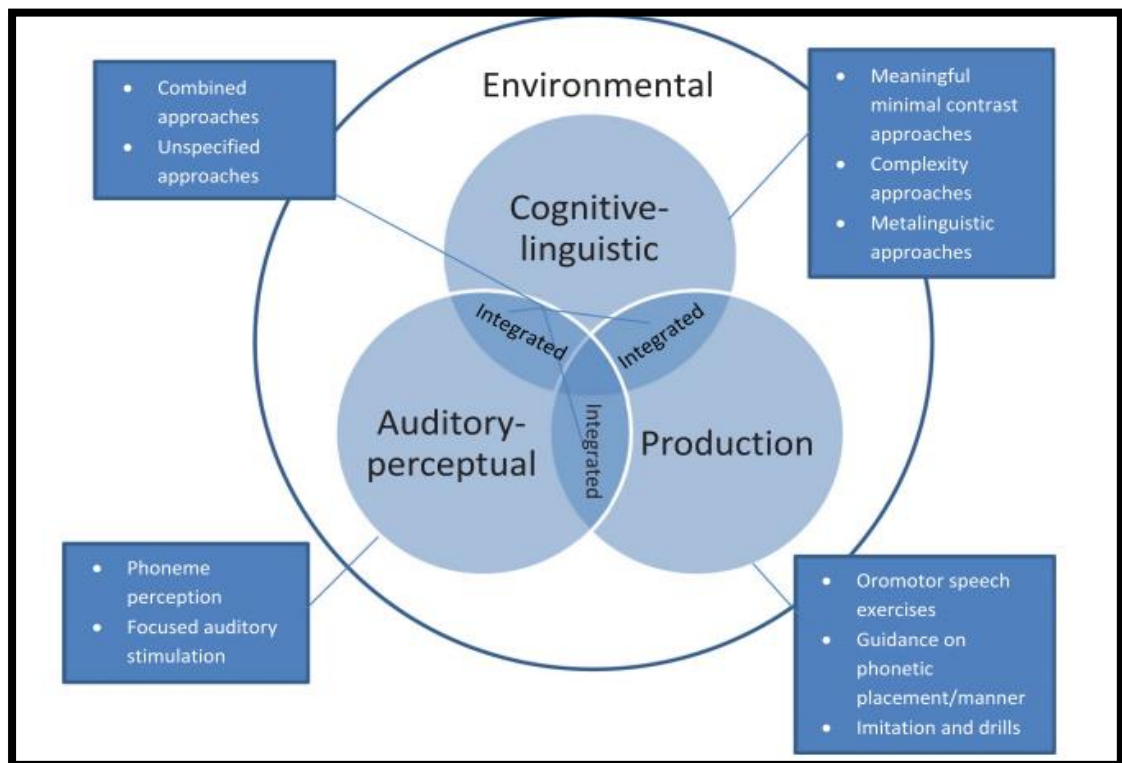 • Combined
approaches
• Unspecified
approaches
Environmental
• Meaningful
minimal contrast
approaches
• Complexity
approaches
• Metalinguistic
approaches
Cognitive-
linguistic
Integrated
Integrated
Auditory-
perceptual
Integrated
Production
• Phoneme
perception
• Focused auditory
stimulation
• Oromotor speech
exercises
• Guidance on
phonetic
placement/manner
• Imitation and drills